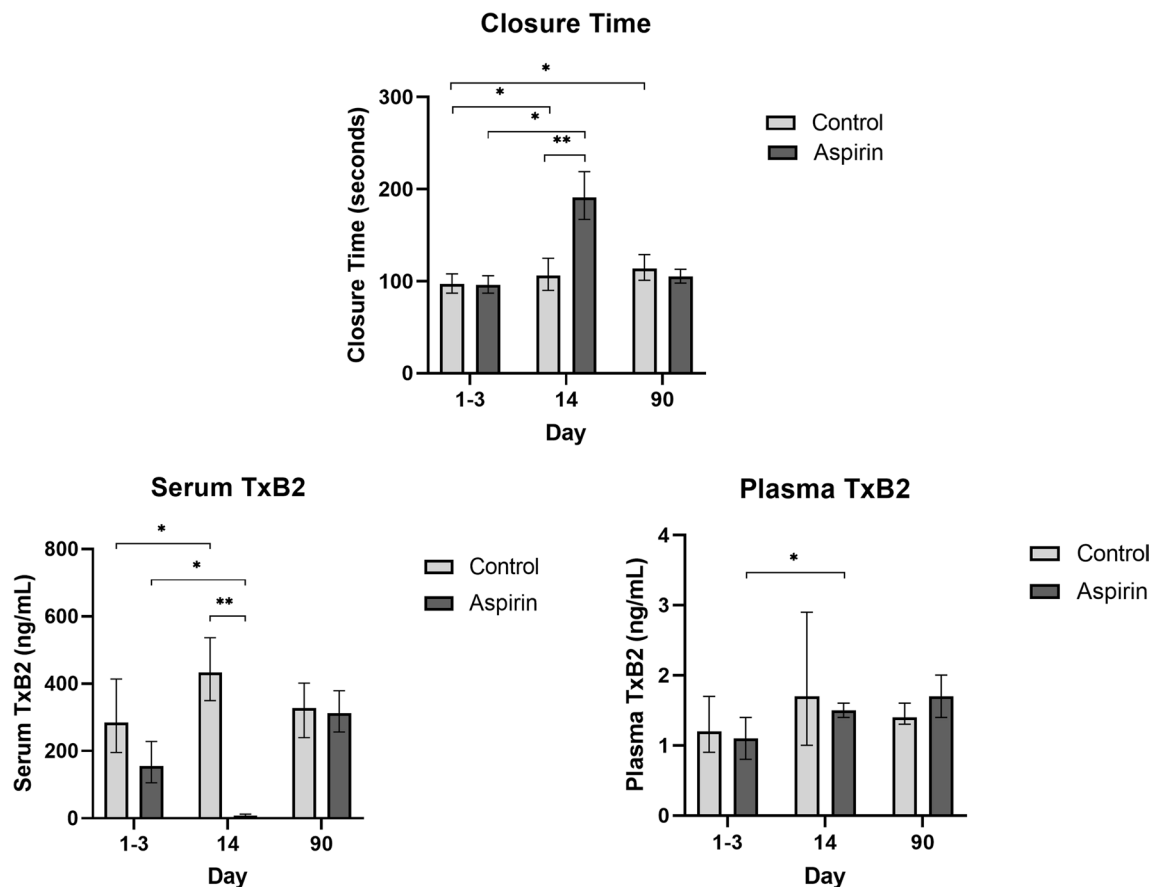 Closure Time
*
*
*
**
Closure Time (seconds)
300
200
100
0
1-3 14 90
Day
Control
Aspirin
Serum TxB2
*
*
**
Serum TxB2 (ng/mL)
800
600
400
200
0
1-3 14 90
Day
Control
Aspirin
Plasma TxB2
*
Plasma TxB2 (ng/mL)
4
3
2
1
0
1-3 14 90
Day
Control
Aspirin